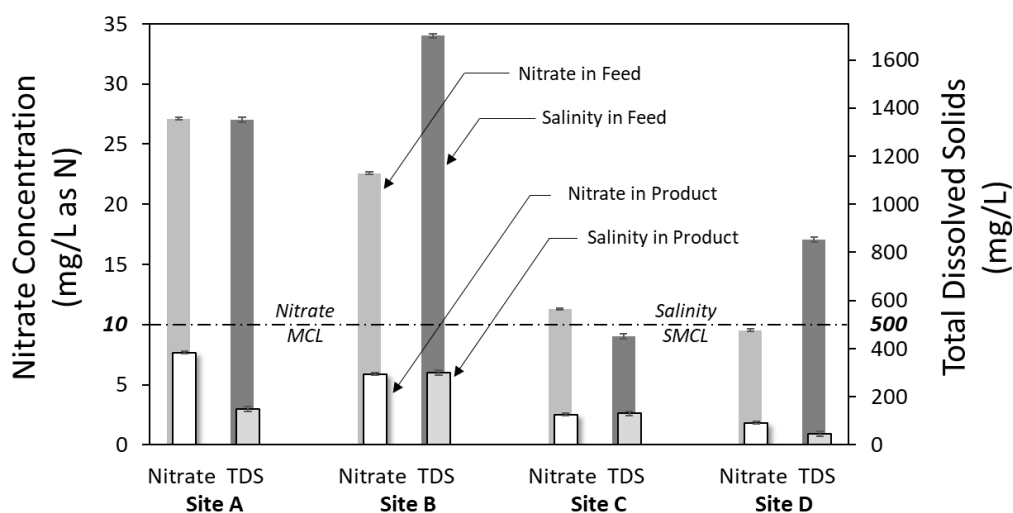 Nitrate Concentration
(mg/L as N)
35
30
25
20
15
10
5
0
Nitrate in Feed
Salinity in Feed
Nitrate in Product
Salinity in Product
Nitrate
MCL
Salinity
SMCL
1600
1400
1200
1000
800
600
500
400
200
0
Total Dissolved Solids
(mg/L)
Nitrate TDS Nitrate TDS Nitrate TDS Nitrate TDS
Site A Site B Site C Site D